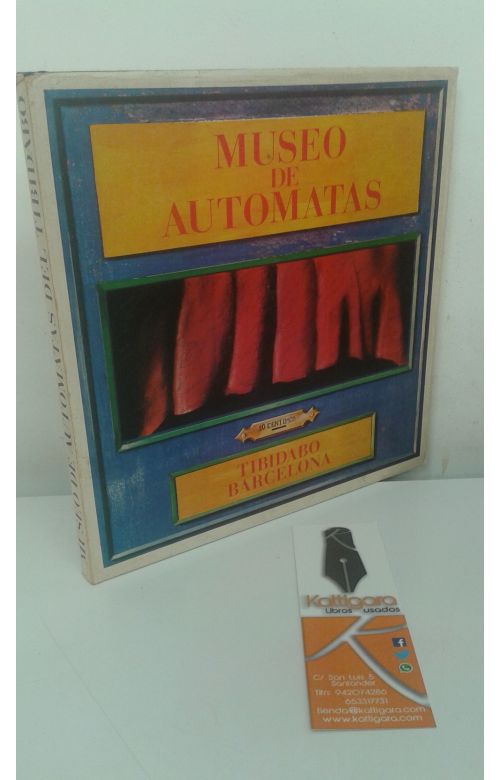 MUSEO
DE
AUTOMATAS
10 CENTIMOS
TIBIDABO
BARCELONA
MUSEO DE AUTOMATAS DEL TIBIDABO
Kattigara
Libros usados
C/ San Luis 5
Santander
Tlfn: 942074286
653317731
tienda@kattigara.com
www.kattigara.com